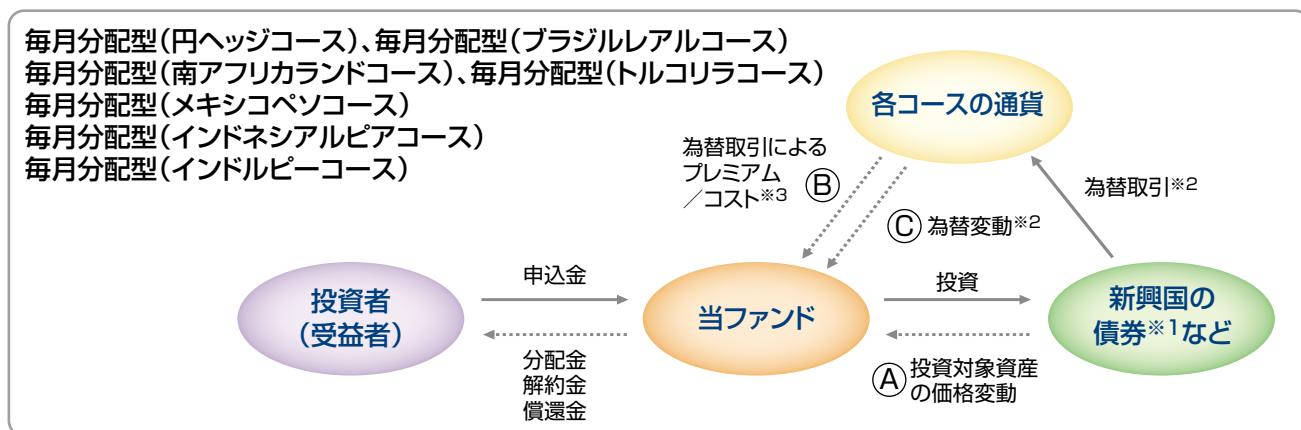 毎月分配型（円ヘッジコース）、毎月分配型（ブラジルレアルコース）
毎月分配型（南アフリカランドコース）、毎月分配型（トルコリラコース）
毎月分配型（メキシコペソコース）
毎月分配型（インドネシアルピアコース）
毎月分配型（インドルピーコース）
各コースの通貨
為替取引による
プレミアム
／コスト※3
Ⓑ
Ⓒ 為替変動※2
為替取引※2
投資者
（受益者）
申込金
分配金
解約金
償還金
当ファンド
投資
Ⓐ 投資対象資産
の価格変動
新興国の
債券※1など